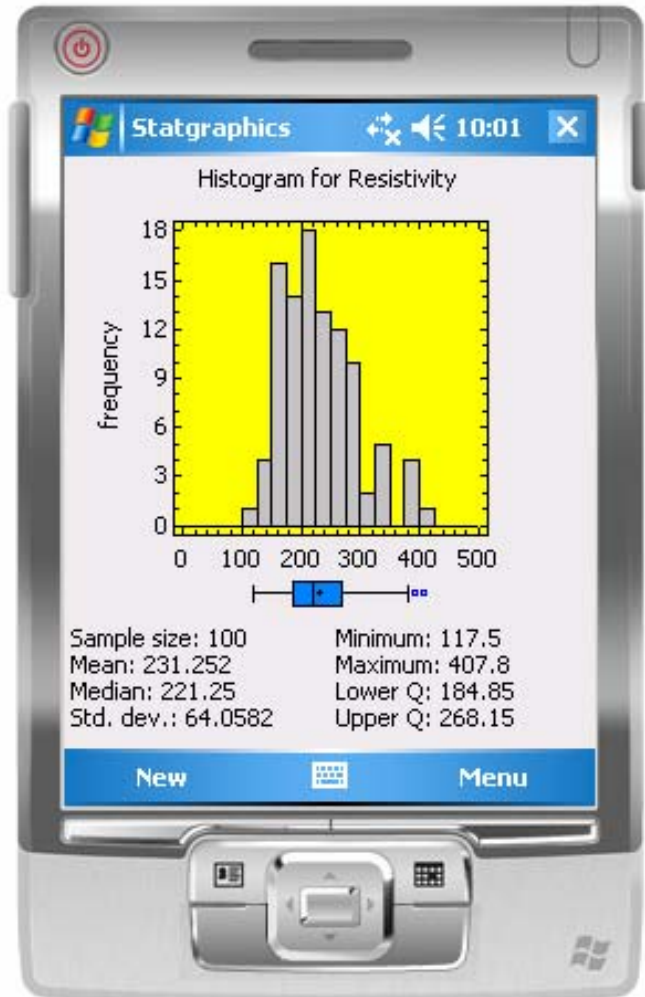 Statgraphics 10:01
Histogram for Resistivity
18
15
12
9
6
3
0
frequency
0 100 200 300 400 500
Sample size: 100 Minimum: 117.5
Mean: 231.252 Maximum: 407.8
Median: 221.25 Lower Q: 184.85
Std. dev.: 64.0582 Upper Q: 268.15
New Menu